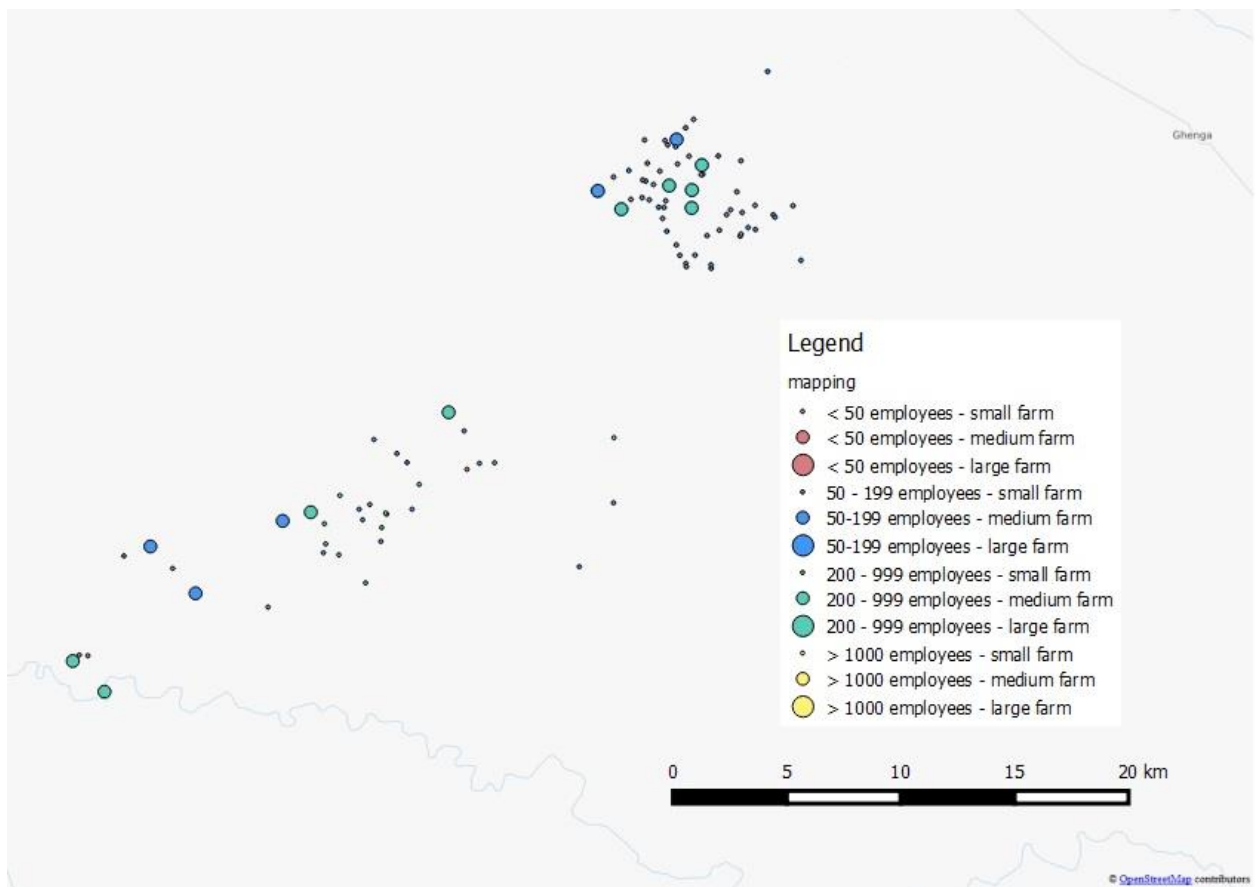 Ghenga
Legend
mapping
< 50 employees - small farm
< 50 employees - medium farm
< 50 employees - large farm
50 - 199 employees - small farm
50-199 employees - medium farm
50-199 employees - large farm
200 - 999 employees - small farm
200 - 999 employees - medium farm
200 - 999 employees - large farm
> 1000 employees - small farm
> 1000 employees - medium farm
> 1000 employees - large farm
0 5 10 15 20 km
© OpenStreetMap contributors